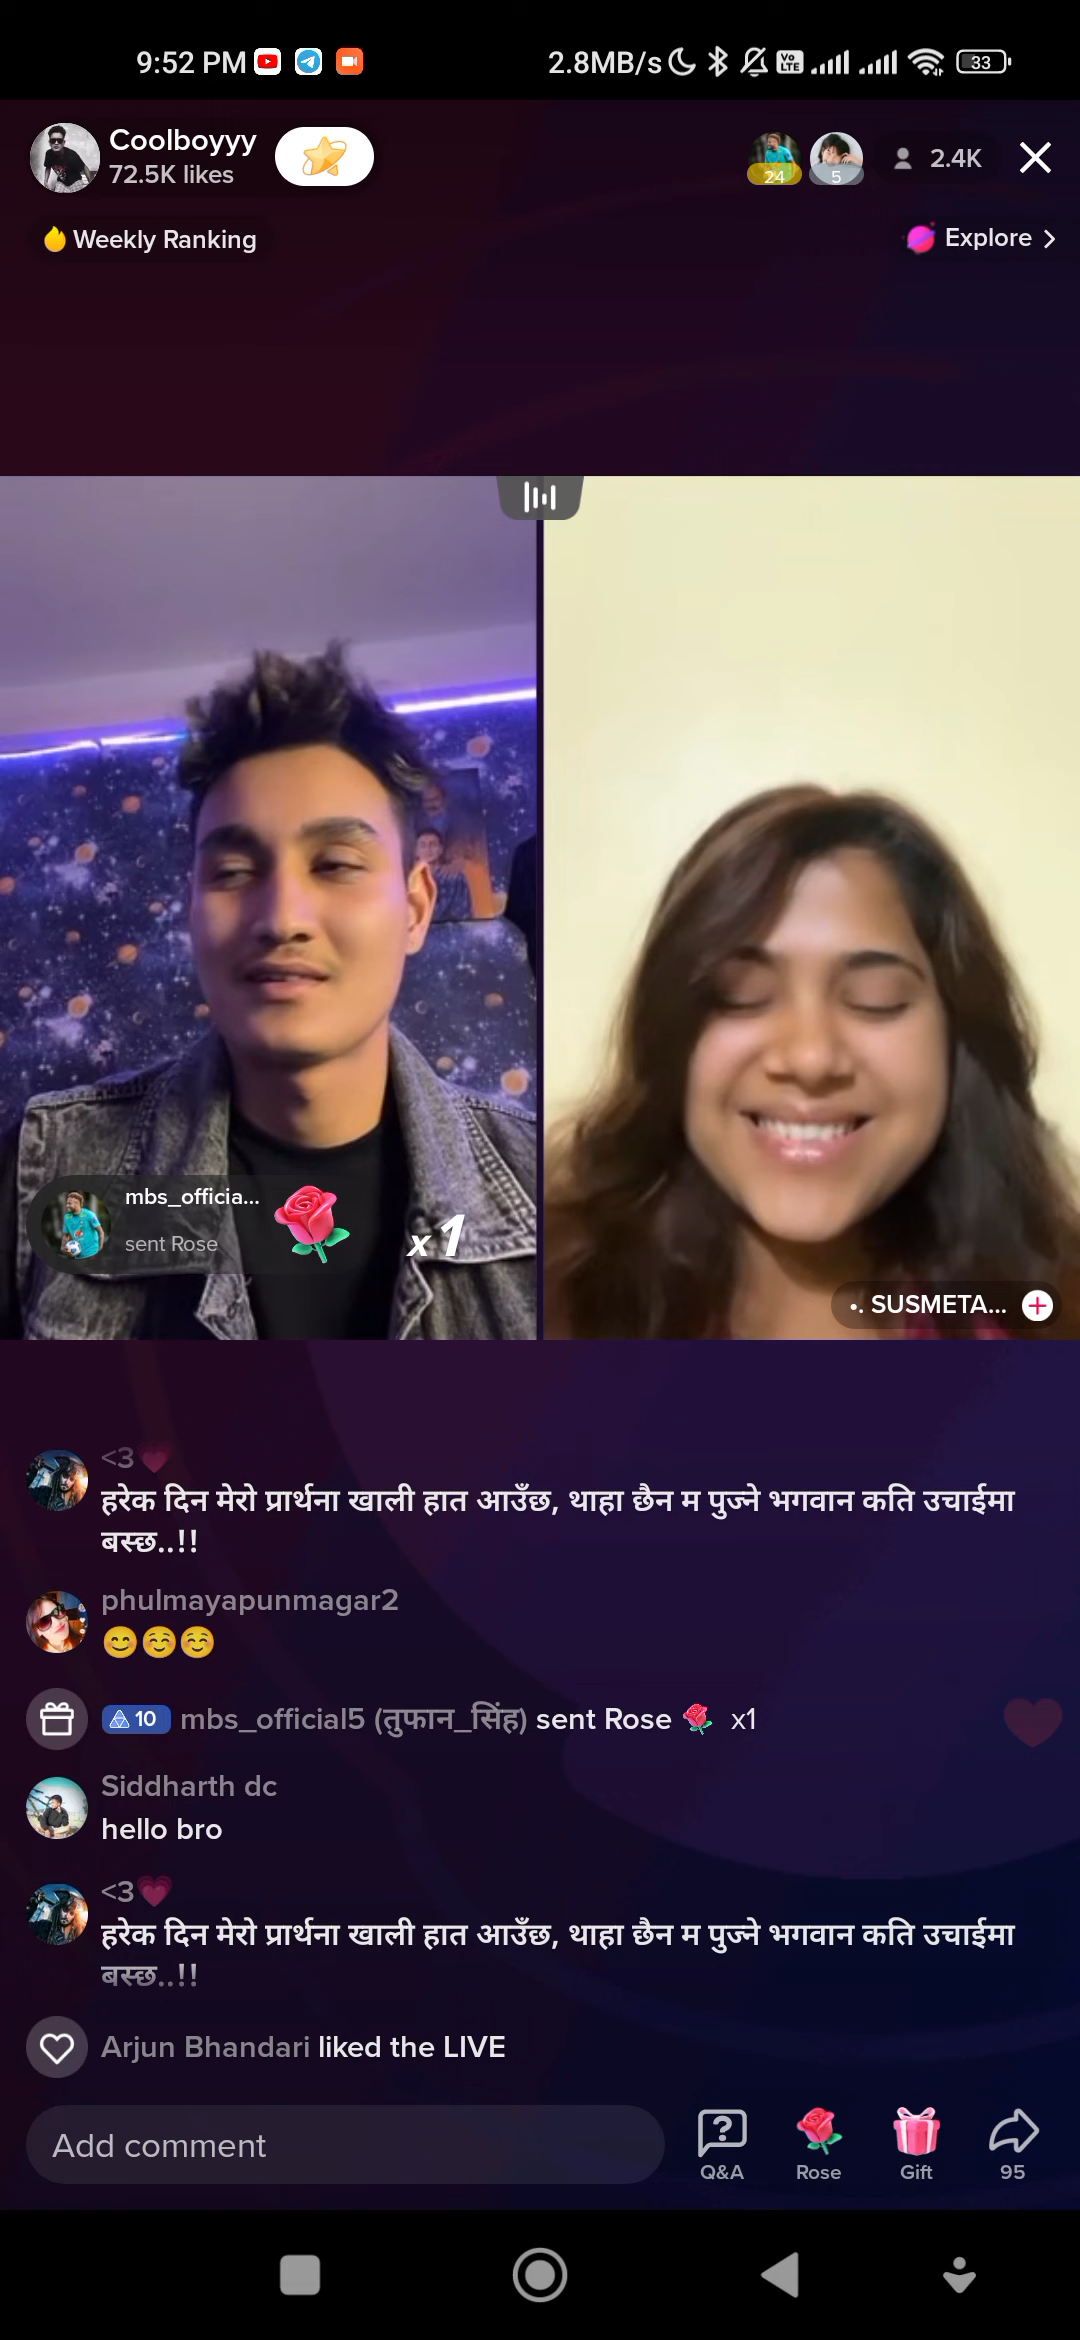 9:52 PM
2.8MB/s
Vo LTE
33
Coolboyyy
72.5K likes
24
5
2.4K
Weekly Ranking
Explore
mbs_officia...
sent Rose
x1
•. SUSMETA...
<3💗
हरेक दिन मेरो प्रार्थना खाली हात आउँछ, थाहा छैन म पुज्ने भगवान कति उचाईमा
बस्छ..!!
phulmayapunmagar2
😊☺️☺️
10 mbs_official5 (तुफान_सिंह) sent Rose 🌹 x1
Siddharth dc
hello bro
<3💗
हरेक दिन मेरो प्रार्थना खाली हात आउँछ, थाहा छैन म पुज्ने भगवान कति उचाईमा
बस्छ..!!
Arjun Bhandari liked the LIVE
Add comment
Q&A
Rose
Gift
95